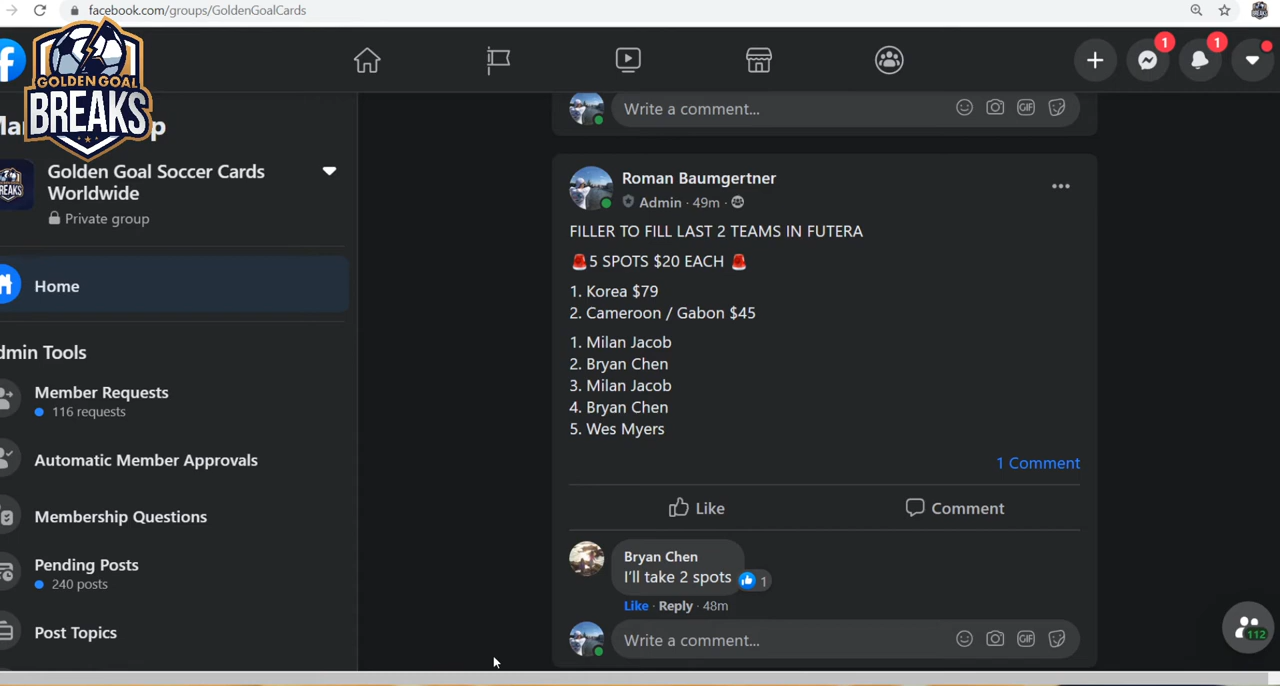 facebook.com/groups/GoldenGoalCards
GOLDEN GOAL
BREAKS
Golden Goal Soccer Cards
Worldwide
Private group
Home
dmin Tools
Member Requests
116 requests
Automatic Member Approvals
Membership Questions
Pending Posts
240 posts
Post Topics
1
1
Write a comment...
GIF
Roman Baumgertner
Admin · 49m ·
FILLER TO FILL LAST 2 TEAMS IN FUTERA
🚨5 SPOTS $20 EACH 🚨
1. Korea $79
2. Cameroon / Gabon $45
1. Milan Jacob
2. Bryan Chen
3. Milan Jacob
4. Bryan Chen
5. Wes Myers
1 Comment
Like Comment
Bryan Chen
I'll take 2 spots 1
Like · Reply · 48m
Write a comment...
GIF
112